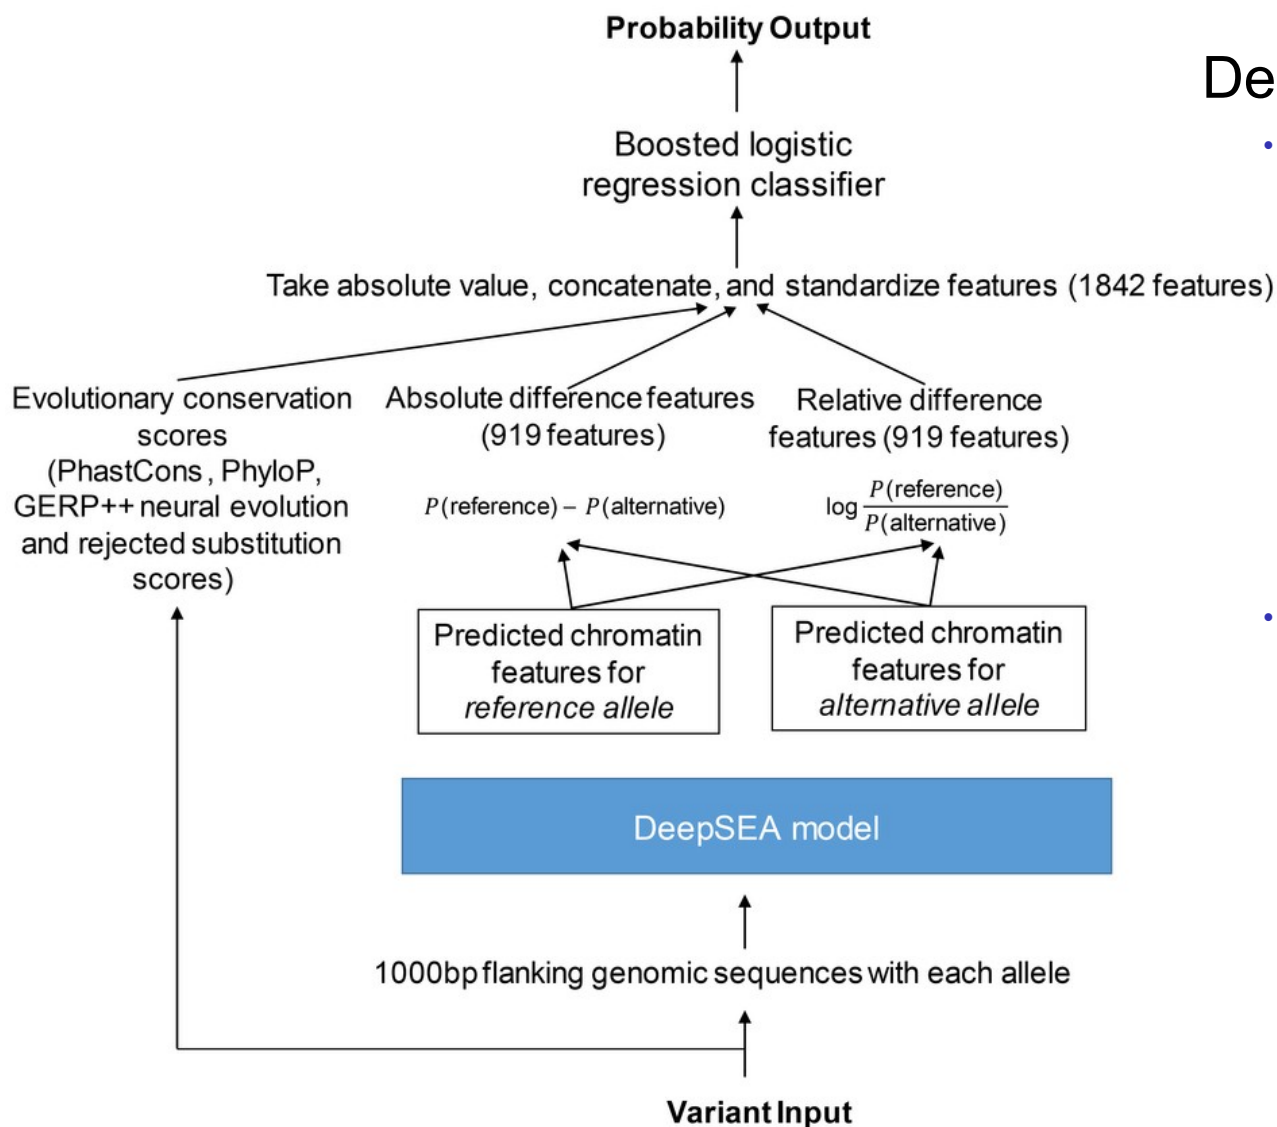 Probability Output
De
Boosted logistic
regression classifier
Take absolute value, concatenate, and standardize features (1842 features)
Evolutionary conservation
scores
(PhastCons, PhyloP,
GERP++ neural evolution
and rejected substitution
scores)
Absolute difference features
(919 features)
P(reference) – P(alternative)
Relative difference
features (919 features)
log P(reference)/P(alternative)
Predicted chromatin
features for
reference allele
Predicted chromatin
features for
alternative allele
DeepSEA model
1000bp flanking genomic sequences with each allele
Variant Input